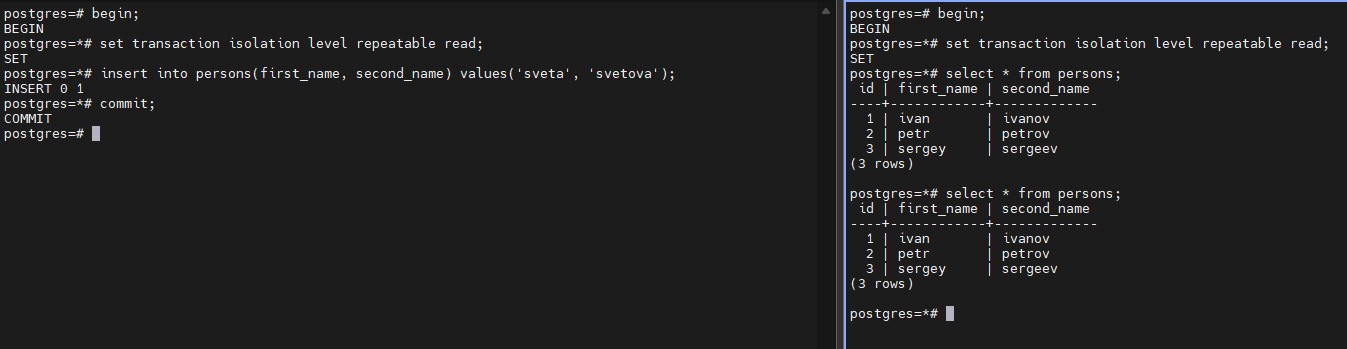 postgres=# begin;
BEGIN
postgres=*# set transaction isolation level repeatable read;
SET
postgres=*# insert into persons(first_name, second_name) values('sveta', 'svetova');
INSERT 0 1
postgres=*# commit;
COMMIT
postgres=#
postgres=# begin;
BEGIN
postgres=*# set transaction isolation level repeatable read;
SET
postgres=*# select * from persons;
 id | first_name | second_name
----+------------+-------------
  1 | ivan       | ivanov
  2 | petr       | petrov
  3 | sergey     | sergeev
(3 rows)
postgres=*# select * from persons;
 id | first_name | second_name
----+------------+-------------
  1 | ivan       | ivanov
  2 | petr       | petrov
  3 | sergey     | sergeev
(3 rows)
postgres=*#